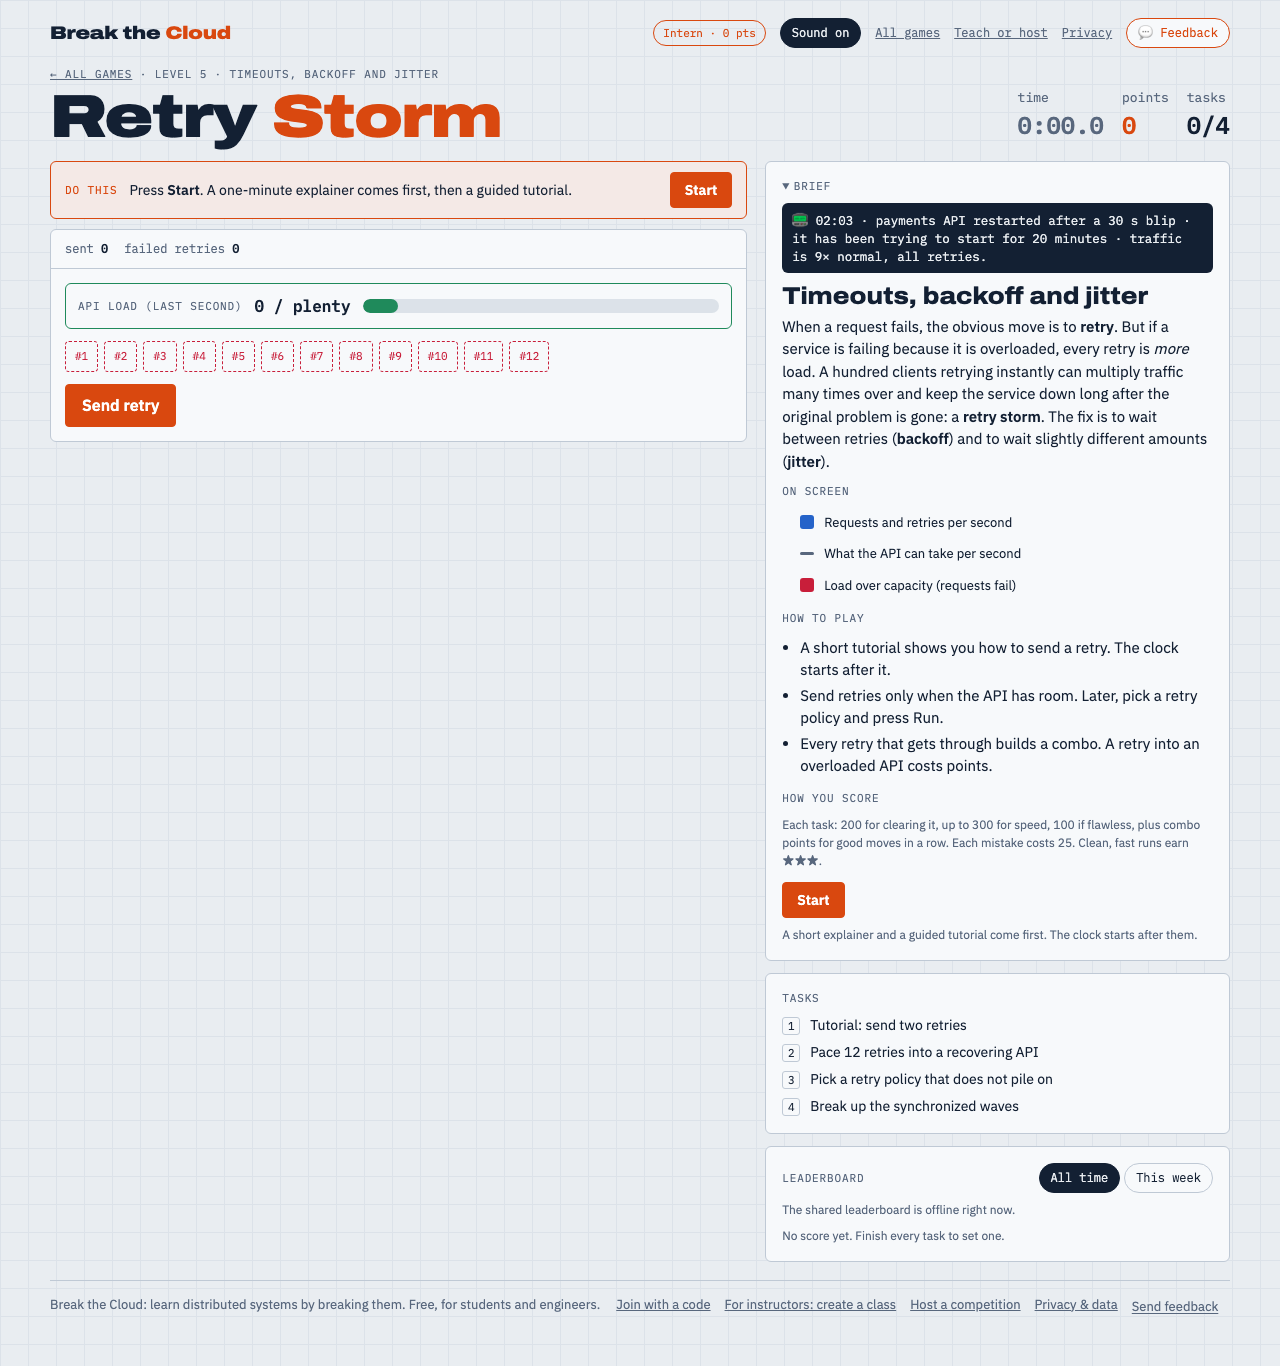 Break the Cloud
Intern · 0 pts
Sound on
All games
Teach or host
Privacy
💬 Feedback
← ALL GAMES · LEVEL 5 · TIMEOUTS, BACKOFF AND JITTER
Retry Storm
time
points
tasks
0:00.0
0
0/4
DO THIS Press Start. A one-minute explainer comes first, then a guided tutorial.
Start
sent 0 failed retries 0
API LOAD (LAST SECOND) 0 / plenty
#1 #2 #3 #4 #5 #6 #7 #8 #9 #10 #11 #12
Send retry
▼ BRIEF
02:03 · payments API restarted after a 30 s blip ·
it has been trying to start for 20 minutes · traffic
is 9× normal, all retries.
Timeouts, backoff and jitter
When a request fails, the obvious move is to retry. But if a
service is failing because it is overloaded, every retry is more
load. A hundred clients retrying instantly can multiply traffic
many times over and keep the service down long after the
original problem is gone: a retry storm. The fix is to wait
between retries (backoff) and to wait slightly different amounts
(jitter).
ON SCREEN
Requests and retries per second
What the API can take per second
Load over capacity (requests fail)
HOW TO PLAY
• A short tutorial shows you how to send a retry. The clock
starts after it.
• Send retries only when the API has room. Later, pick a retry
policy and press Run.
• Every retry that gets through builds a combo. A retry into an
overloaded API costs points.
HOW YOU SCORE
Each task: 200 for clearing it, up to 300 for speed, 100 if flawless, plus combo
points for good moves in a row. Each mistake costs 25. Clean, fast runs earn
★★★.
Start
A short explainer and a guided tutorial come first. The clock starts after them.
TASKS
1 Tutorial: send two retries
2 Pace 12 retries into a recovering API
3 Pick a retry policy that does not pile on
4 Break up the synchronized waves
LEADERBOARD
All time
This week
The shared leaderboard is offline right now.
No score yet. Finish every task to set one.
Break the Cloud: learn distributed systems by breaking them. Free, for students and engineers.
Join with a code
For instructors: create a class
Host a competition
Privacy & data
Send feedback